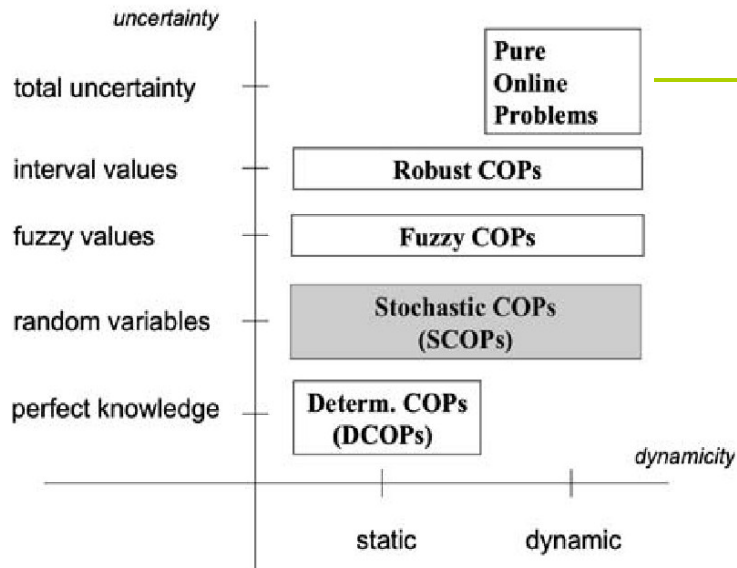 uncertainty
total uncertainty
Pure
Online
Problems
interval values
Robust COPs
fuzzy values
Fuzzy COPs
random variables
Stochastic COPs
(SCOPs)
perfect knowledge
Determ. COPs
(DCOPs)
dynamicity
static
dynamic